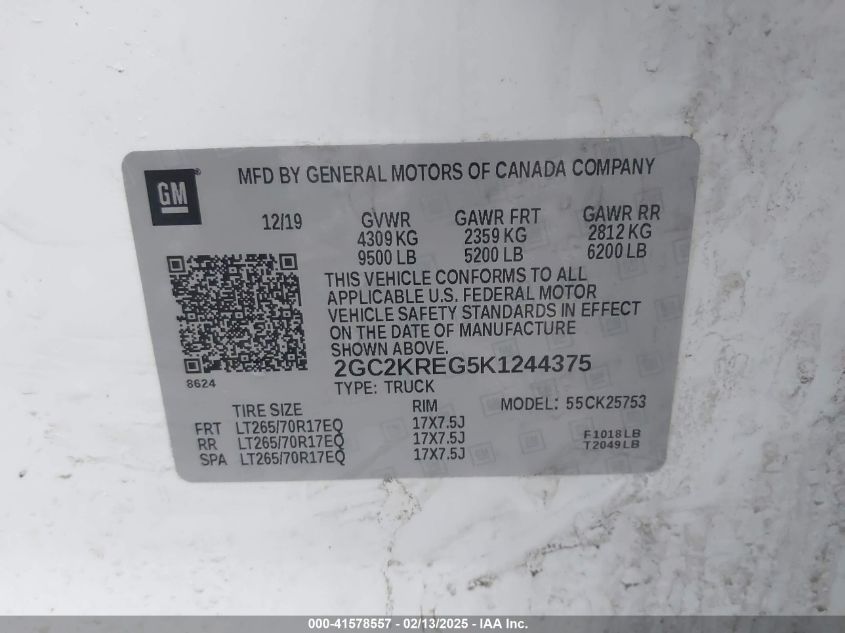 GM
MFD BY GENERAL MOTORS OF CANADA COMPANY
12/19 GVWR GAWR FRT GAWR RR
4309 KG 2359 KG 2812 KG
9500 LB 5200 LB 6200 LB
THIS VEHICLE CONFORMS TO ALL
APPLICABLE U.S. FEDERAL MOTOR
VEHICLE SAFETY STANDARDS IN EFFECT
ON THE DATE OF MANUFACTURE
SHOWN ABOVE.
8624
2GC2KREG5K1244375
TYPE: TRUCK
TIRE SIZE RIM MODEL: 55CK25753
FRT LT265/70R17EQ 17X7.5J
RR LT265/70R17EQ 17X7.5J
SPA LT265/70R17EQ 17X7.5J
F1018LB
T2049LB
000-41578557 - 02/13/2025 - IAA Inc.